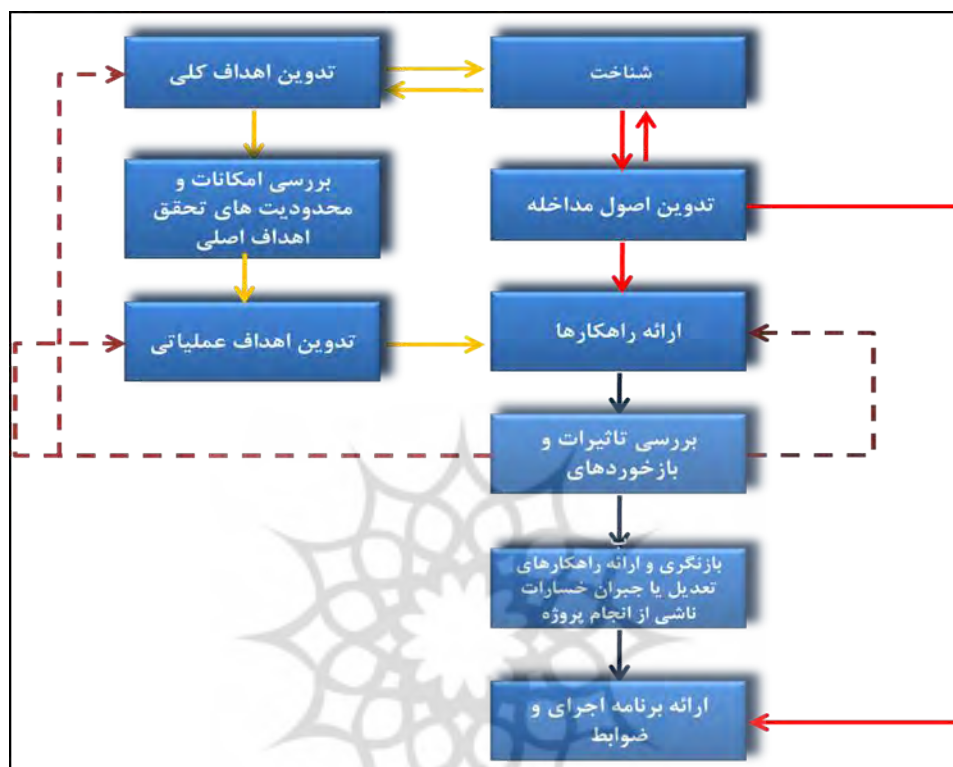 شناخت
تدوین اهداف کلی
تدوین اصول مداخله
بررسی امکانات و
محدودیت های تحقق
اهداف اصلی
ارائه راهکارها
تدوین اهداف عملیاتی
بررسی تاثیرات و
بازخوردهای
بازنگری و ارائه راهکارهای
تعدیل یا جبران خسارات
ناشی از انجام پروژه
ارائه برنامه اجرای و
ضوابط